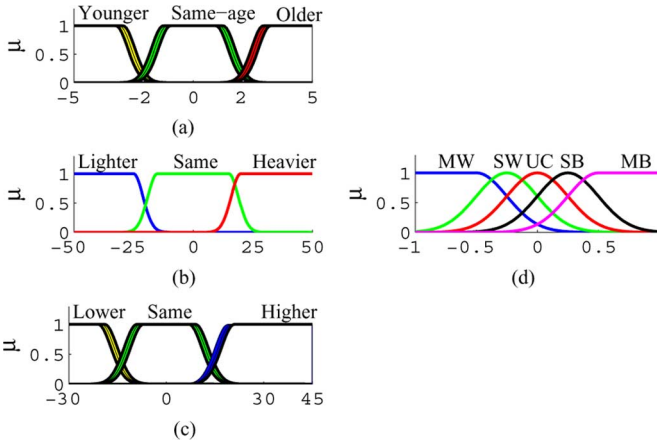 Younger Same-age Older
μ
1
0.5
0
-5 -2 0 2 5
(a)
Lighter Same Heavier
μ
1
0.5
0
-50 -25 0 25 50
(b)
MW SW UC SB MB
1
0.5
0
-1 -0.5 0 0.5
(d)
Lower Same Higher
μ
1
0.5
0
-30 0 30 45
(c)